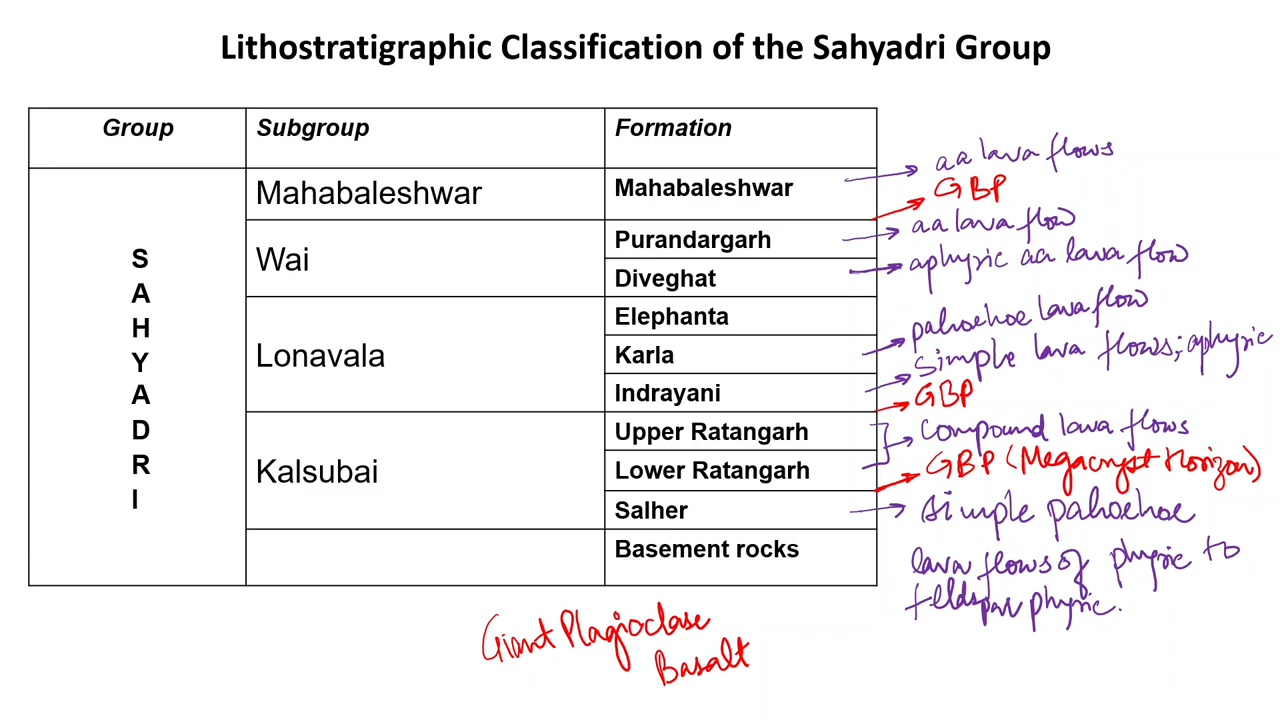 Lithostratigraphic Classification of the Sahyadri Group
Group Subgroup Formation
SAHYADRI
Mahabaleshwar Mahabaleshwar aa lava flows
GBP
Wai Purandargarh aa lava flow
Diveghat aphyric aa lava flow
Lonavala Elephanta
Karla pahoehoe lava flow
Indrayani simple lava flows; aphyric
GBP
Kalsubai Upper Ratangarh
Lower Ratangarh compound lava flows
GBP (Megacryst Horizon)
Salher simple pahoehoe
lava flows of phyric to
feldspar phyric.
Basement rocks
Giant Plagioclase
Basalt